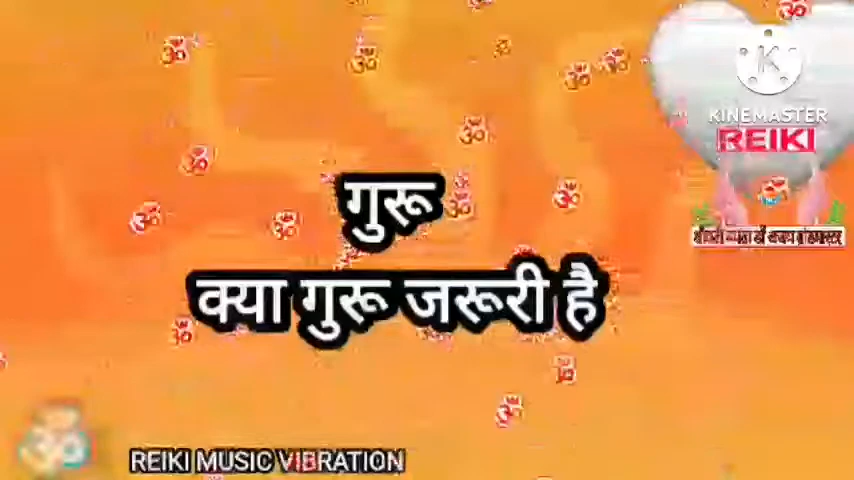 KINEMASTER
REIKI
गुरू
क्या गुरू जरूरी है
REIKI MUSIC VIBRATION